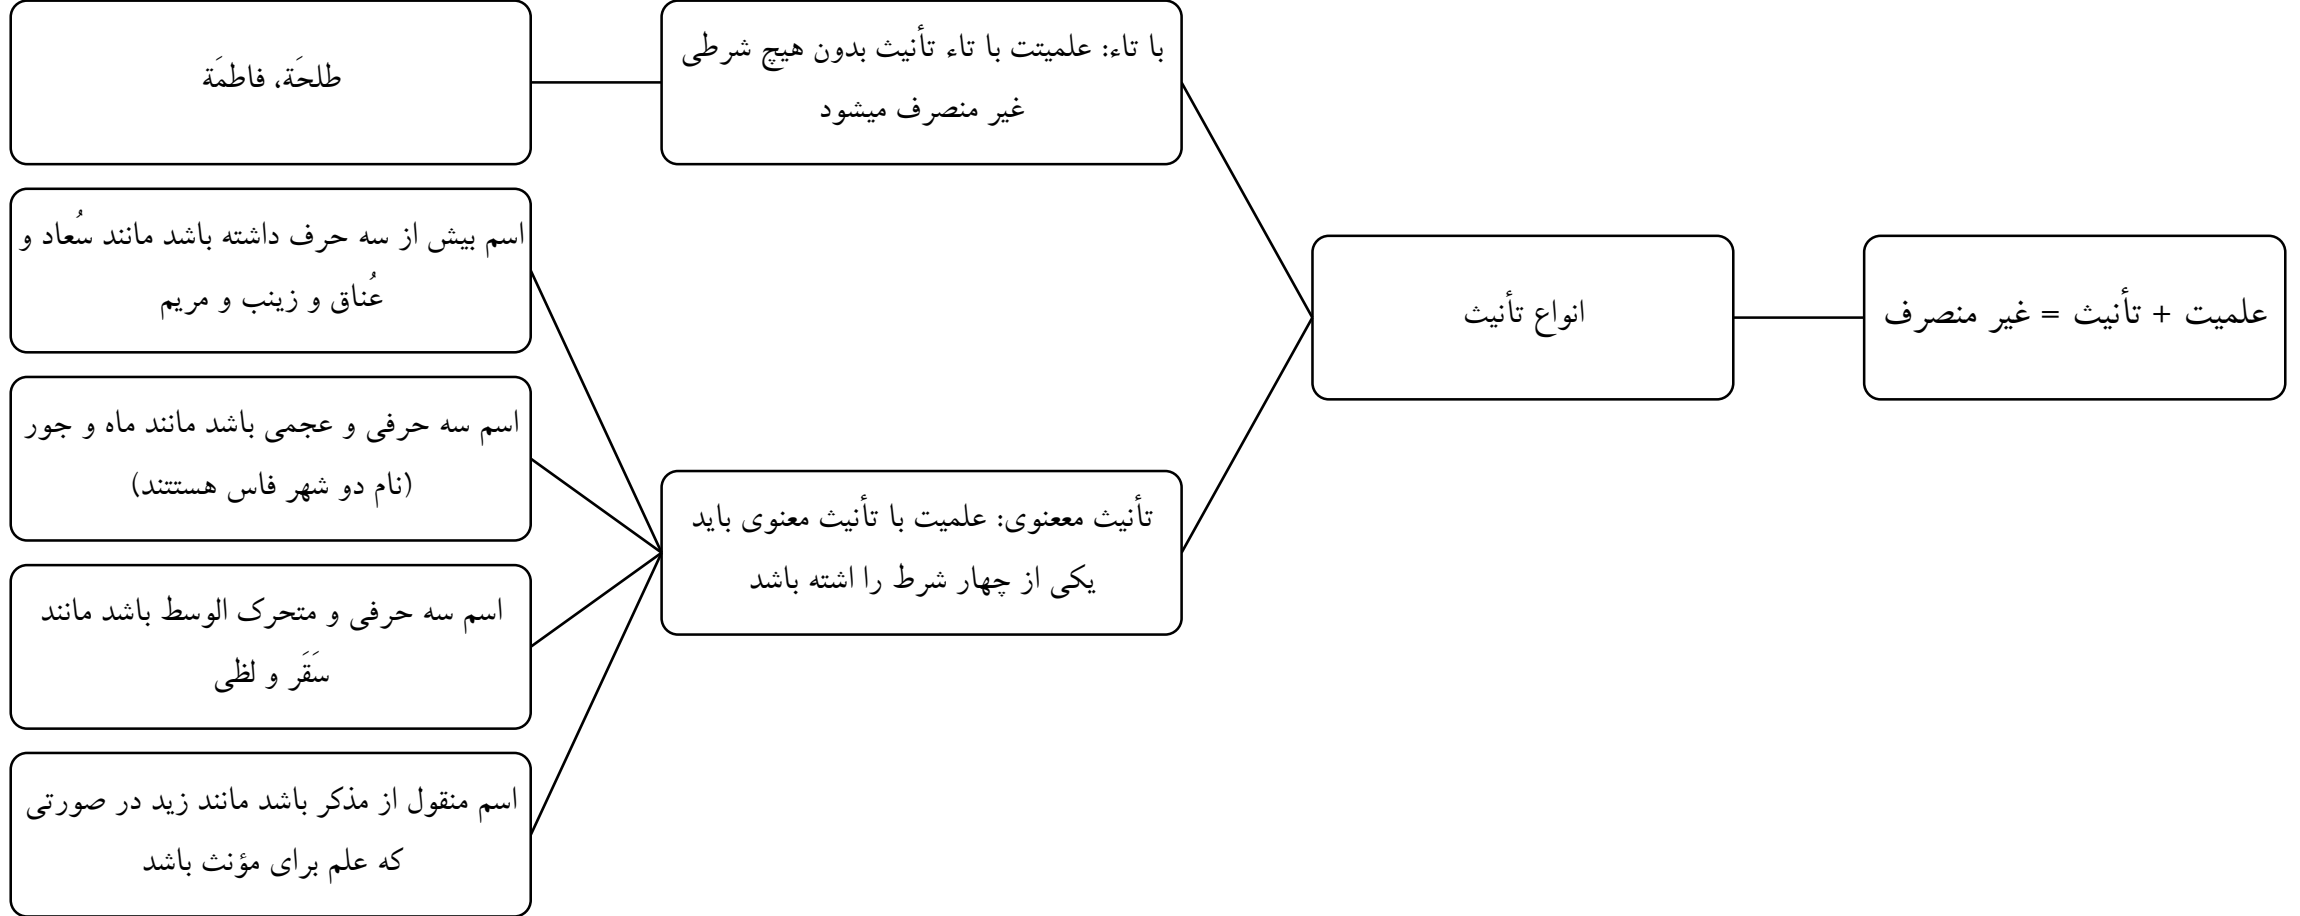 علمیت + تأنیث = غیر منصرف
انواع تأنیث
با تاء: علمیتت با تاء تأنیث بدون هیچ شرطی
غیر منصرف میشود
طلحَة، فاطمَة
تأنیث مععنوی: علمیت با تأنیث معنوی باید
یکی از چهار شرط را اشته باشد
اسم بیش از سه حرف داشته باشد مانند سُعاد و
عُناق و زینب و مریم
اسم سه حرفی و عجمی باشد مانند ماه و جور
(نام دو شهر فاس هستتند)
اسم سه حرفی و متحرک الوسط باشد مانند
سَقَر و لظی
اسم منقول از مذکر باشد مانند زید در صورتی
که علم برای مؤنث باشد